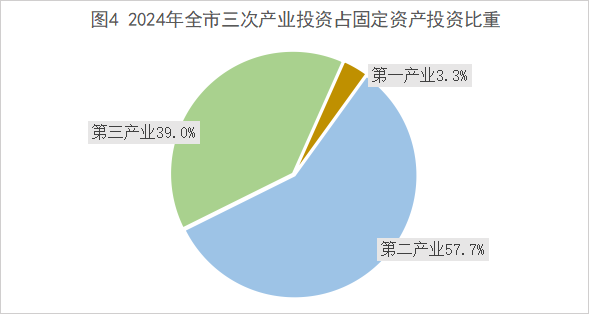 图4 2024年全市三次产业投资占固定资产投资比重
第一产业3.3%
第三产业39.0%
第二产业57.7%